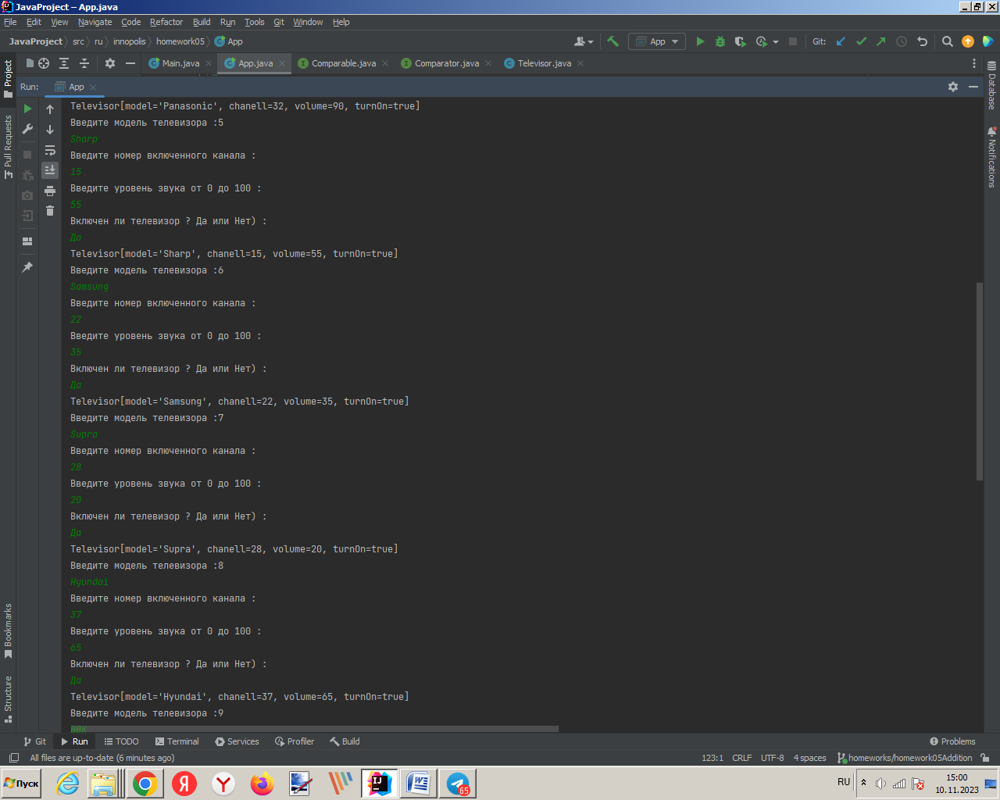 JavaProject – App.java
File Edit View Navigate Code Refactor Build Run Tools Git Window Help
JavaProject src ru innopolis homework05 App
App
Git:
Project
Main.java App.java Comparable.java Comparator.java Televisor.java
Database
Run: App
Televisor[model='Panasonic', chanell=32, volume=90, turnOn=true]
Введите модель телевизора :5
Sharp
Введите номер включенного канала :
15
Введите уровень звука от 0 до 100 :
55
Включен ли телевизор ? Да или Нет) :
Да
Televisor[model='Sharp', chanell=15, volume=55, turnOn=true]
Введите модель телевизора :6
Samsung
Введите номер включенного канала :
22
Введите уровень звука от 0 до 100 :
35
Включен ли телевизор ? Да или Нет) :
Да
Televisor[model='Samsung', chanell=22, volume=35, turnOn=true]
Введите модель телевизора :7
Supra
Введите номер включенного канала :
28
Введите уровень звука от 0 до 100 :
20
Включен ли телевизор ? Да или Нет) :
Да
Televisor[model='Supra', chanell=28, volume=20, turnOn=true]
Введите модель телевизора :8
Hyundai
Введите номер включенного канала :
37
Введите уровень звука от 0 до 100 :
65
Включен ли телевизор ? Да или Нет) :
Да
Televisor[model='Hyundai', chanell=37, volume=65, turnOn=true]
Введите модель телевизора :9
BBK
Pull Requests
Notifications
Bookmarks
Structure
Git Run TODO Terminal Services Profiler Build Problems
All files are up-to-date (6 minutes ago) 123:1 CRLF UTF-8 4 spaces homeworks/homework05Addition
Пуск
65
RU
15:00
10.11.2023